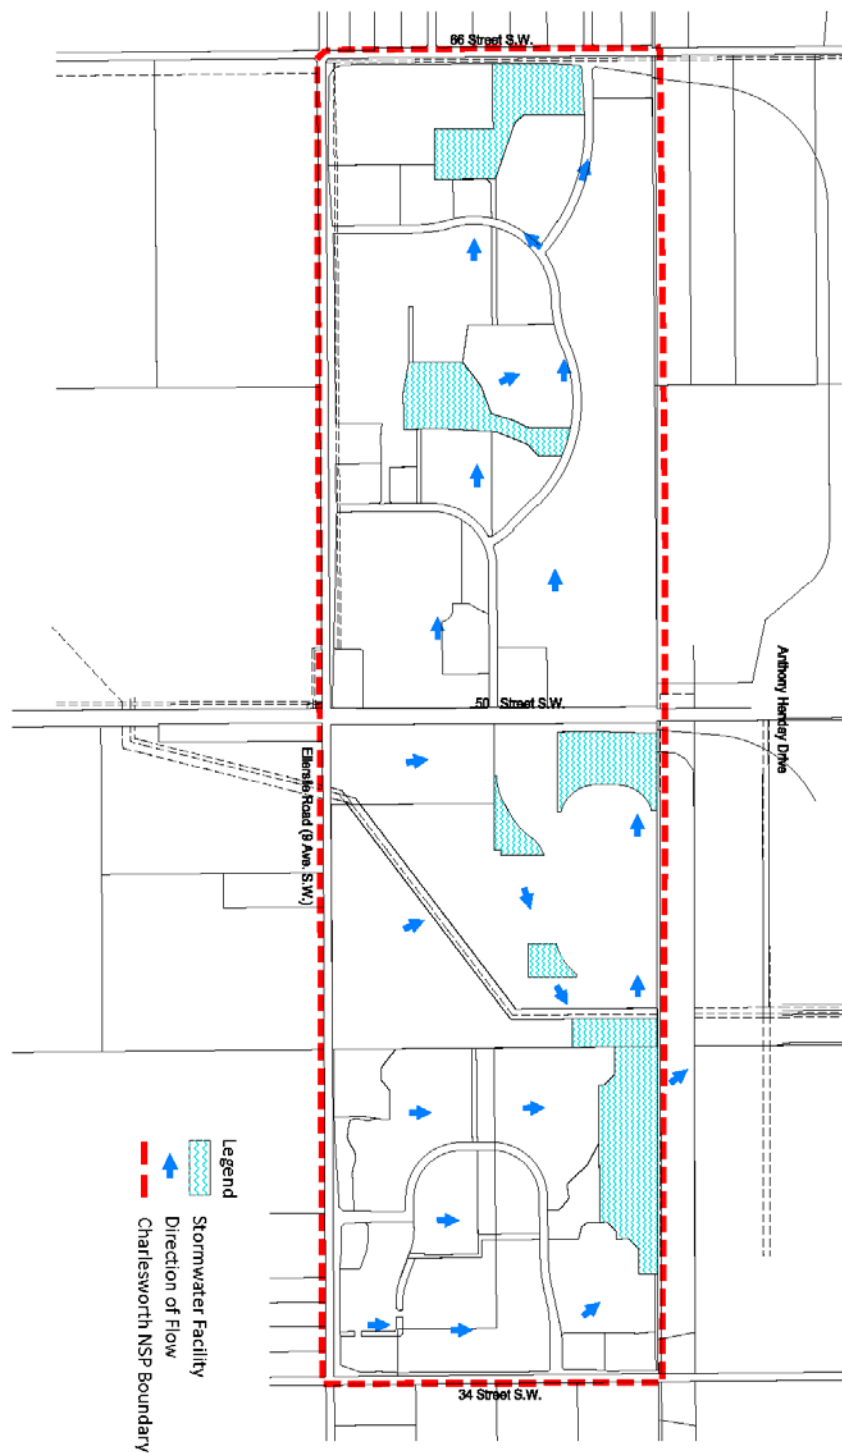 66 Street S.W.
Anthony Henday Drive
50 Street S.W.
Ellerslie Road (9 Ave. S.W.)
Legend
Stormwater Facility
Direction of Flow
Charlesworth NSP Boundary
34 Street S.W.